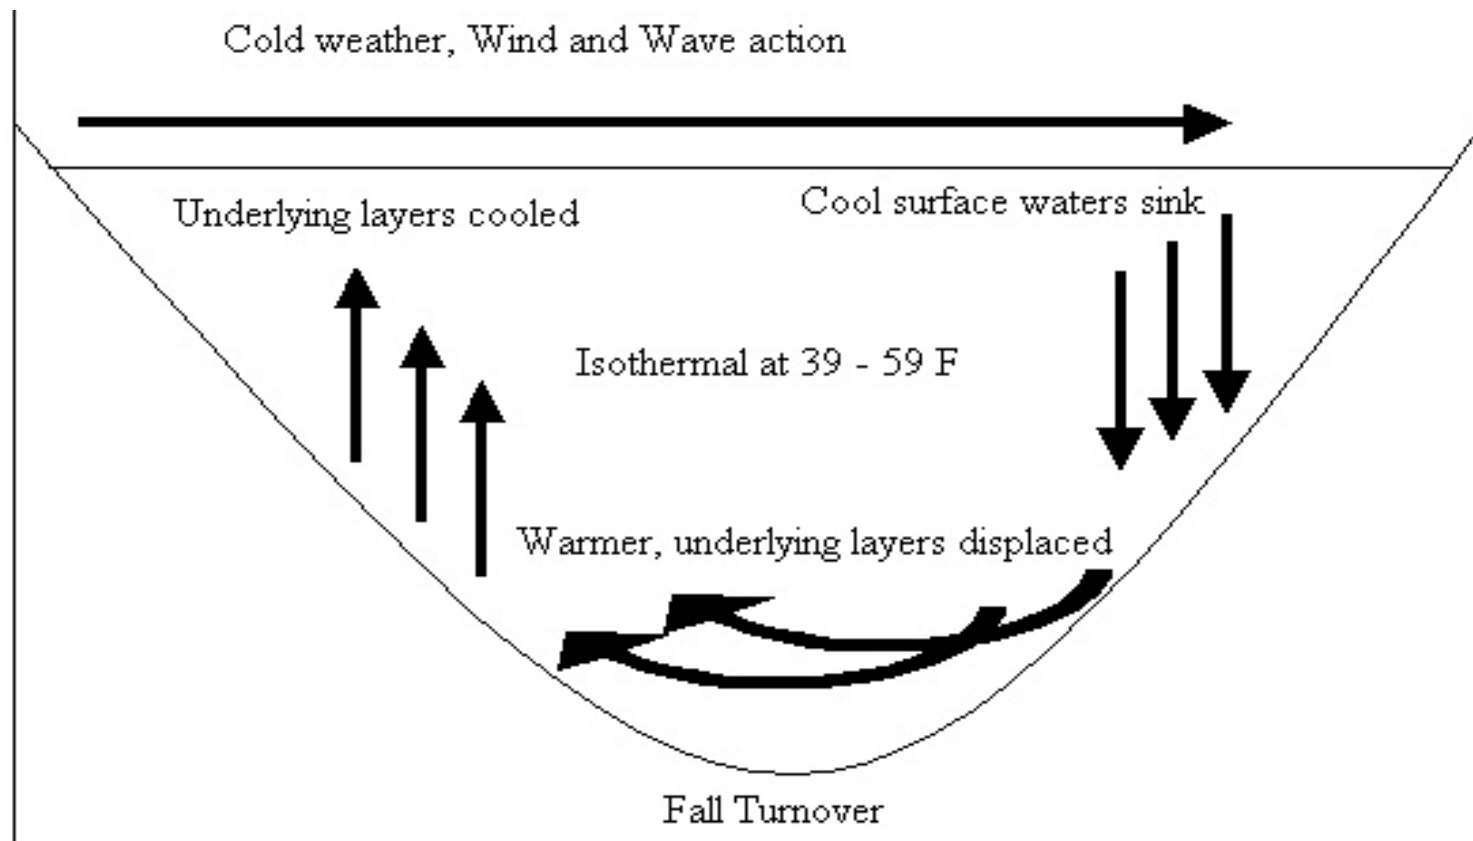 Cold weather, Wind and Wave action
Cool surface waters sink
Underlying layers cooled
Isothermal at 39 - 59 F
Warmer, underlying layers displaced
Fall Turnover